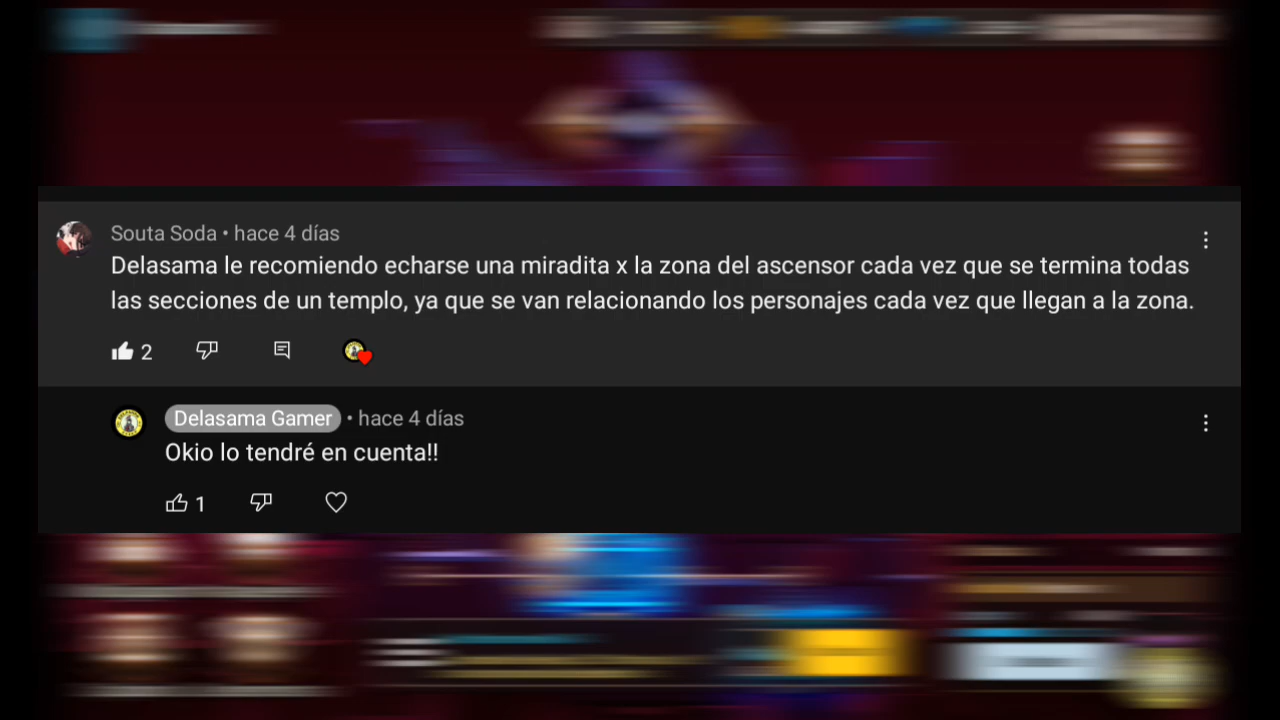 Souta Soda • hace 4 días
Delasama le recomiendo echarse una miradita x la zona del ascensor cada vez que se termina todas
las secciones de un templo, ya que se van relacionando los personajes cada vez que llegan a la zona.
2
Delasama Gamer • hace 4 días
Okio lo tendré en cuenta!!
1